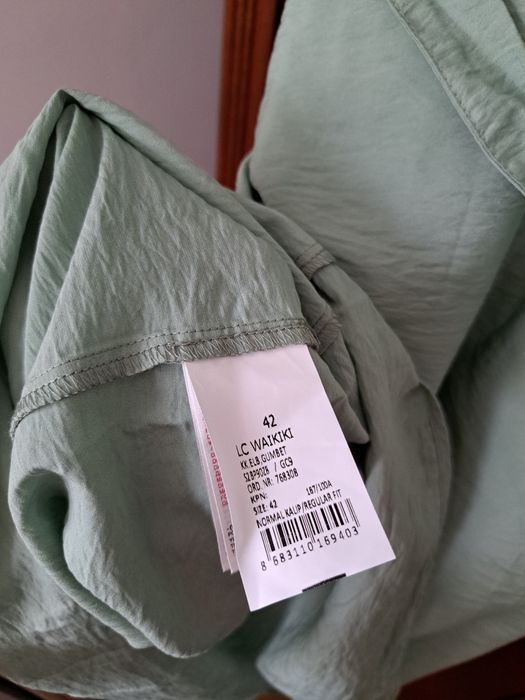 42
LC WAIKIKI
KK.ELB.GUMBET
S2BP90Z8 / GC9
ORD. NR: 768308
KPN:
SIZE: 42
167/100A
NORMAL KALIP/REGULAR FIT
8 683110 169403